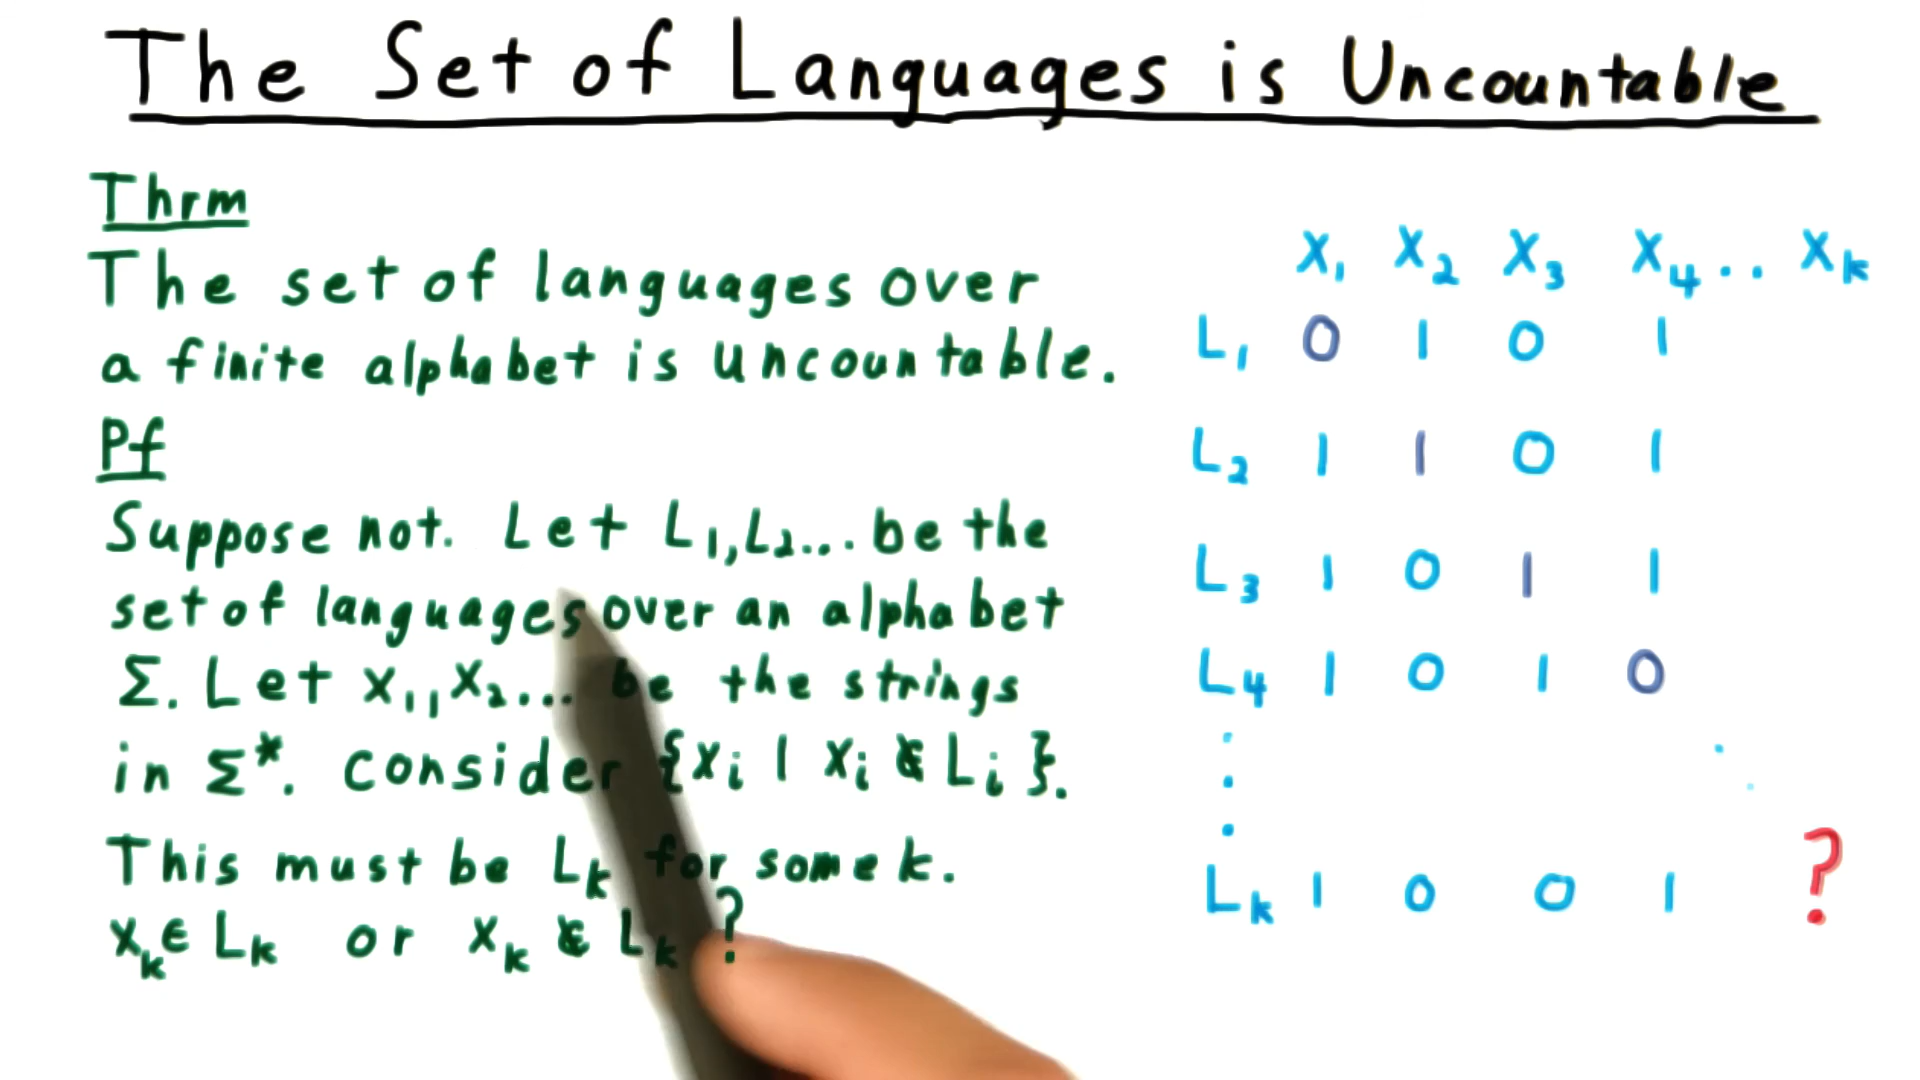 The Set of Languages is Uncountable
Thrm
The set of languages over
a finite alphabet is uncountable.
Pf
Suppose not. Let L₁,L₂... be the
set of languages over an alphabet
Σ. Let x₁,x₂... be the strings
in Σ*. Consider {xᵢ | xᵢ ∉ Lᵢ}.
This must be Lₖ for some k.
xₖ ∈ Lₖ or xₖ ∉ Lₖ?
x₁ x₂ x₃ x₄ .. xₖ
L₁ 0 1 0 1
L₂ 1 1 0 1
L₃ 1 0 1 1
L₄ 1 0 1 0
Lₖ 1 0 0 1 ?